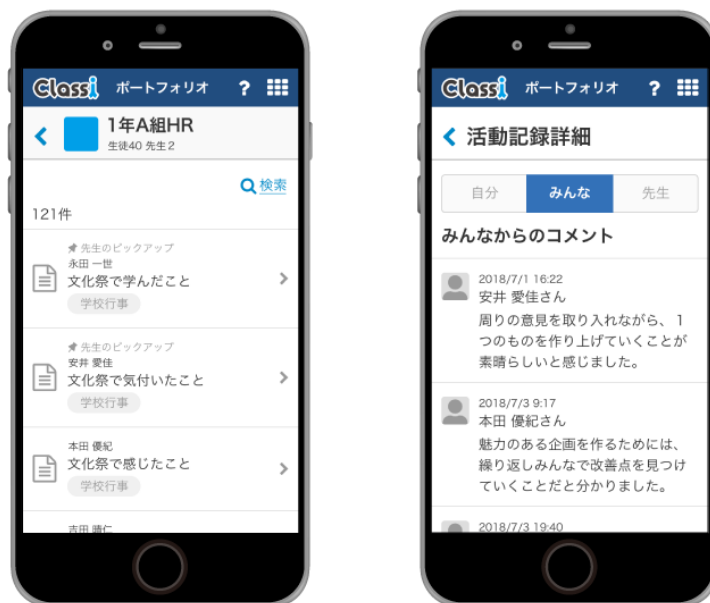 Classi ポートフォリオ ?
1年A組HR
生徒40 先生2
検索
121件
先生のピックアップ
永田 一世
文化祭で学んだこと
学校行事
先生のピックアップ
安井 愛佳
文化祭で気付いたこと
学校行事
本田 優紀
文化祭で感じたこと
学校行事
吉田 晴仁
Classi ポートフォリオ ?
活動記録詳細
自分 みんな 先生
みんなからのコメント
2018/7/1 16:22
安井 愛佳さん
周りの意見を取り入れながら、1
つのものを作り上げていくことが
素晴らしいと感じました。
2018/7/3 9:17
本田 優紀さん
魅力のある企画を作るためには、
繰り返しみんなで改善点を見つけ
ていくことだと分かりました。
2018/7/3 19:40